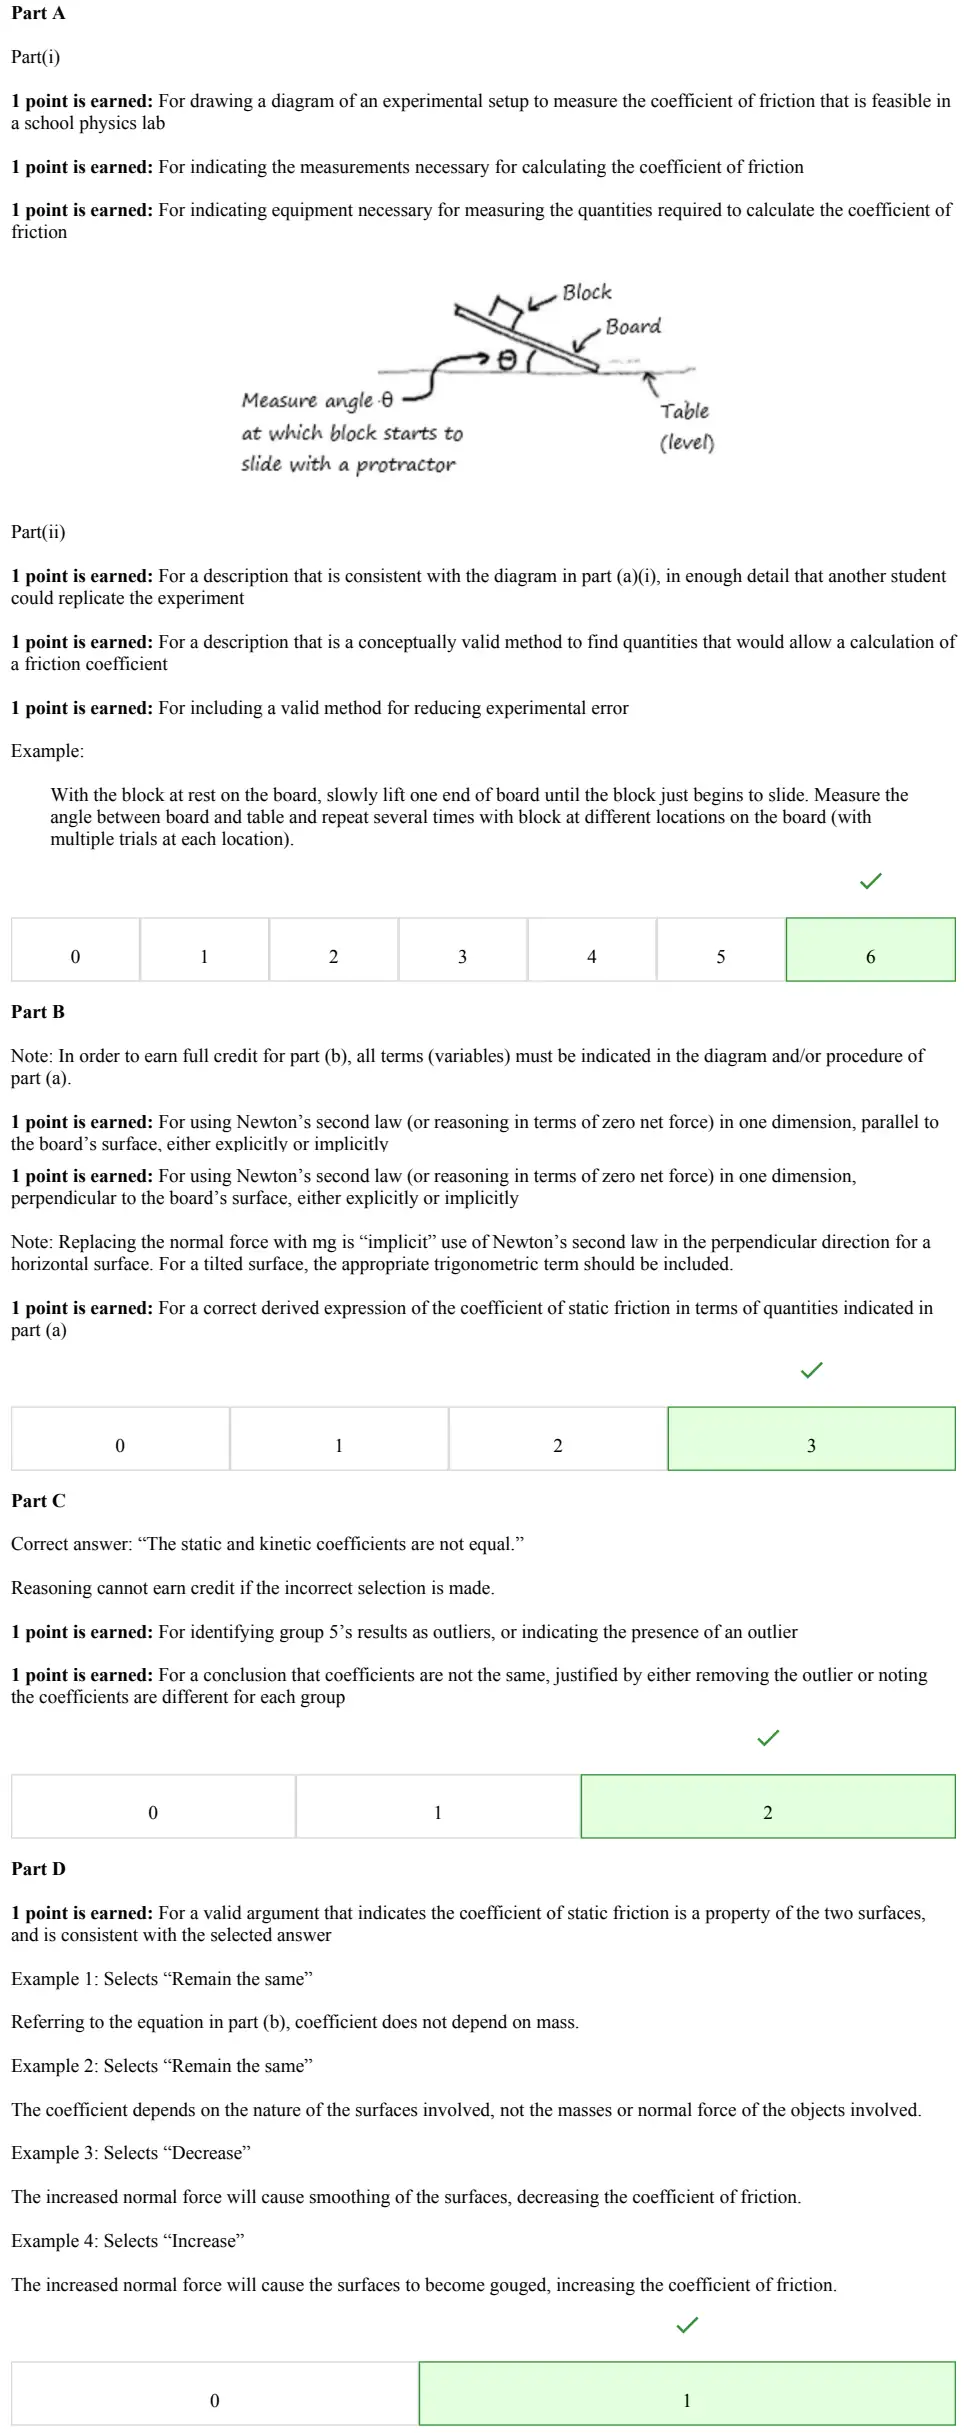 Part A
Part(i)
1 point is earned: For drawing a diagram of an experimental setup to measure the coefficient of friction that is feasible in
a school physics lab
1 point is earned: For indicating the measurements necessary for calculating the coefficient of friction
1 point is earned: For indicating equipment necessary for measuring the quantities required to calculate the coefficient of
friction
Block
Board
θ
Measure angle θ
at which block starts to
slide with a protractor
Table
(level)
Part(ii)
1 point is earned: For a description that is consistent with the diagram in part (a)(i), in enough detail that another student
could replicate the experiment
1 point is earned: For a description that is a conceptually valid method to find quantities that would allow a calculation of
a friction coefficient
1 point is earned: For including a valid method for reducing experimental error
Example:
With the block at rest on the board, slowly lift one end of board until the block just begins to slide. Measure the
angle between board and table and repeat several times with block at different locations on the board (with
multiple trials at each location).
0 1 2 3 4 5 6
Part B
Note: In order to earn full credit for part (b), all terms (variables) must be indicated in the diagram and/or procedure of
part (a).
1 point is earned: For using Newton’s second law (or reasoning in terms of zero net force) in one dimension, parallel to
the board’s surface, either explicitly or implicitly
1 point is earned: For using Newton’s second law (or reasoning in terms of zero net force) in one dimension,
perpendicular to the board’s surface, either explicitly or implicitly
Note: Replacing the normal force with mg is “implicit” use of Newton’s second law in the perpendicular direction for a
horizontal surface. For a tilted surface, the appropriate trigonometric term should be included.
1 point is earned: For a correct derived expression of the coefficient of static friction in terms of quantities indicated in
part (a)
0 1 2 3
Part C
Correct answer: “The static and kinetic coefficients are not equal.”
Reasoning cannot earn credit if the incorrect selection is made.
1 point is earned: For identifying group 5’s results as outliers, or indicating the presence of an outlier
1 point is earned: For a conclusion that coefficients are not the same, justified by either removing the outlier or noting
the coefficients are different for each group
0 1 2
Part D
1 point is earned: For a valid argument that indicates the coefficient of static friction is a property of the two surfaces,
and is consistent with the selected answer
Example 1: Selects “Remain the same”
Referring to the equation in part (b), coefficient does not depend on mass.
Example 2: Selects “Remain the same”
The coefficient depends on the nature of the surfaces involved, not the masses or normal force of the objects involved.
Example 3: Selects “Decrease”
The increased normal force will cause smoothing of the surfaces, decreasing the coefficient of friction.
Example 4: Selects “Increase”
The increased normal force will cause the surfaces to become gouged, increasing the coefficient of friction.
0 1